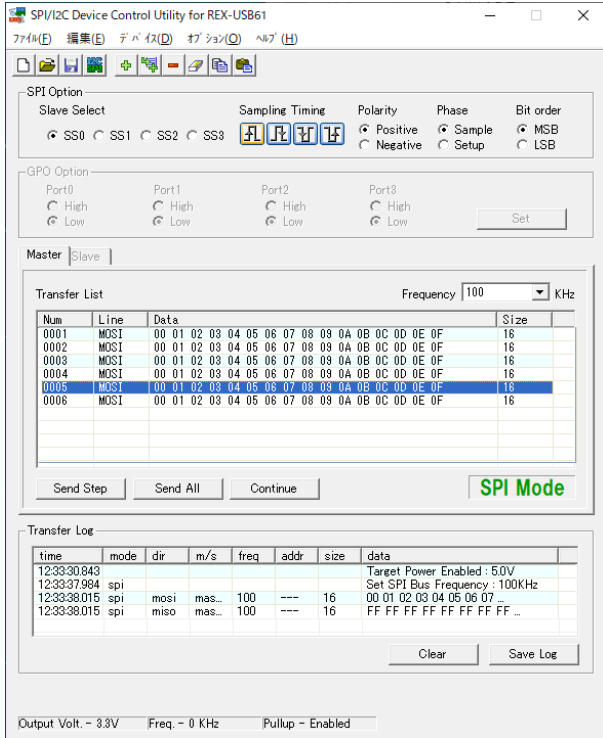 SPI/I2C Device Control Utility for REX-USB61
ファイル(F) 編集(E) デバイス(D) オプション(O) ヘルプ(H)
SPI Option
Slave Select Sampling Timing Polarity Phase Bit order
SS0 SS1 SS2 SS3 Positive Sample MSB
Negative Setup LSB
GPO Option
Port0 Port1 Port2 Port3
High High High High
Low Low Low Low Set
Master Slave
Transfer List Frequency 100 KHz
Num Line Data Size
0001 MOSI 00 01 02 03 04 05 06 07 08 09 0A 0B 0C 0D 0E 0F 16
0002 MOSI 00 01 02 03 04 05 06 07 08 09 0A 0B 0C 0D 0E 0F 16
0003 MOSI 00 01 02 03 04 05 06 07 08 09 0A 0B 0C 0D 0E 0F 16
0004 MOSI 00 01 02 03 04 05 06 07 08 09 0A 0B 0C 0D 0E 0F 16
0005 MOSI 00 01 02 03 04 05 06 07 08 09 0A 0B 0C 0D 0E 0F 16
0006 MOSI 00 01 02 03 04 05 06 07 08 09 0A 0B 0C 0D 0E 0F 16
Send Step Send All Continue SPI Mode
Transfer Log
time mode dir m/s freq addr size data
12:33:30.843 Target Power Enabled : 5.0V
12:33:37.984 spi Set SPI Bus Frequency : 100KHz
12:33:38.015 spi mosi mas... 100 --- 16 00 01 02 03 04 05 06 07 ...
12:33:38.015 spi miso mas... 100 --- 16 FF FF FF FF FF FF FF FF ...
Clear Save Log
Output Volt. - 3.3V Freq. - 0 KHz Pullup - Enabled